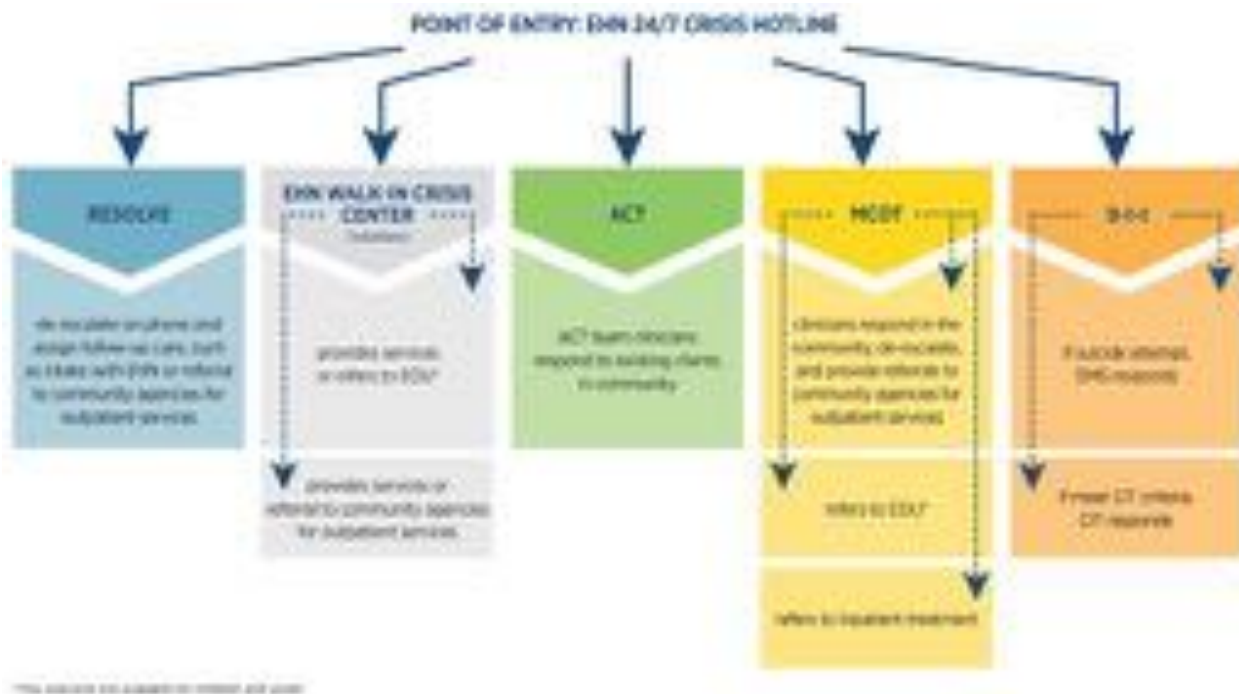 POINT OF ENTRY: EHN 24/7 CRISIS HOTLINE
RESOLVE
de-escalate on phone and
assign follow-up care, such
as intake with EHN or referral
to community agencies for
outpatient services
EHN WALK-IN CRISIS
CENTER
provides services
or refers to EOU*
provides services or
referral to community agencies
for outpatient services
ACT
ACT team clinicians
respond to existing clients
in community
MCOT
clinicians respond in the
community, de-escalate,
and provide referrals to
community agencies for
outpatient services
refers to EOU*
refers to inpatient treatment
9-1-1
if suicide attempt,
EMS responds
if meet CIT criteria,
CIT responds